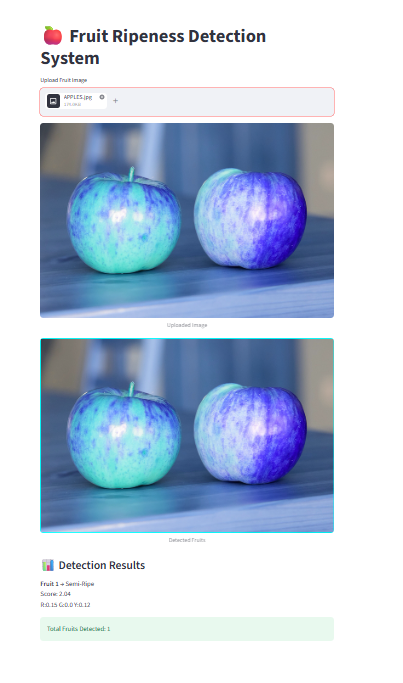 Fruit Ripeness Detection
System
Upload Fruit Image
APPLES.jpg
+
Uploaded Image
Detected Fruits
Detection Results
Fruit 1 → Semi-Ripe
Score: 2.04
R:0.15 G:0.0 Y:0.12
Total Fruits Detected: 1